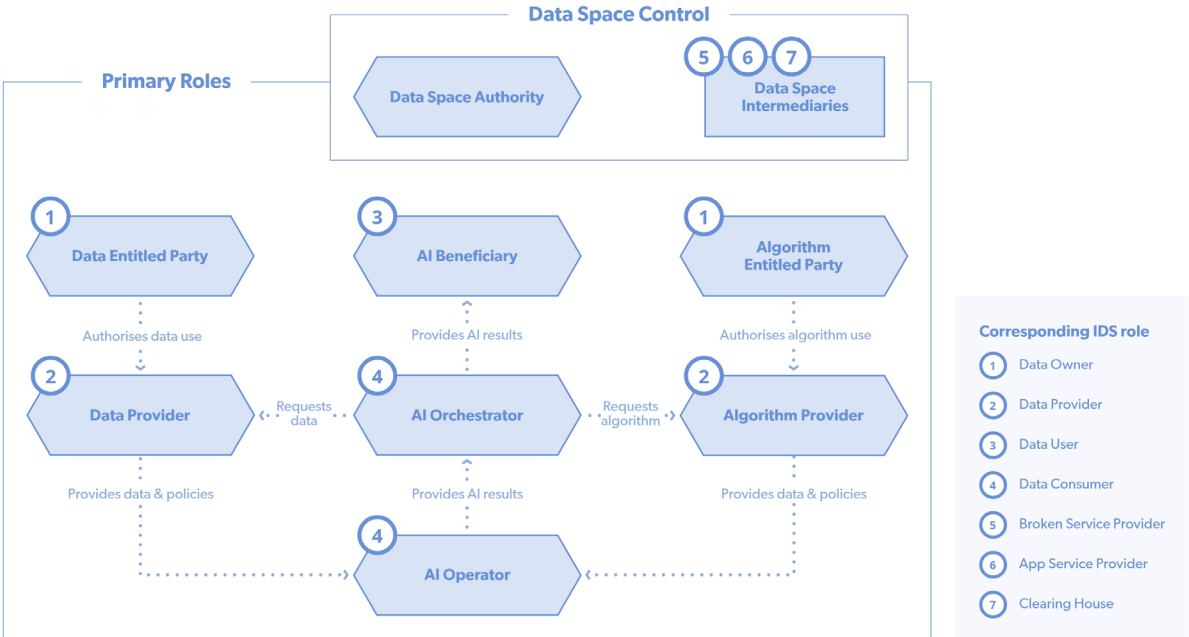 Data Space Control
Primary Roles
Data Space Authority
5 6 7
Data Space
Intermediaries
1
Data Entitled Party
3
AI Beneficiary
1
Algorithm
Entitled Party
Authorises data use
Provides AI results
Authorises algorithm use
2
Data Provider
Requests
data
4
AI Orchestrator
Requests
algorithm
2
Algorithm Provider
Provides data & policies
Provides AI results
Provides data & policies
4
AI Operator
Corresponding IDS role
1 Data Owner
2 Data Provider
3 Data User
4 Data Consumer
5 Broken Service Provider
6 App Service Provider
7 Clearing House